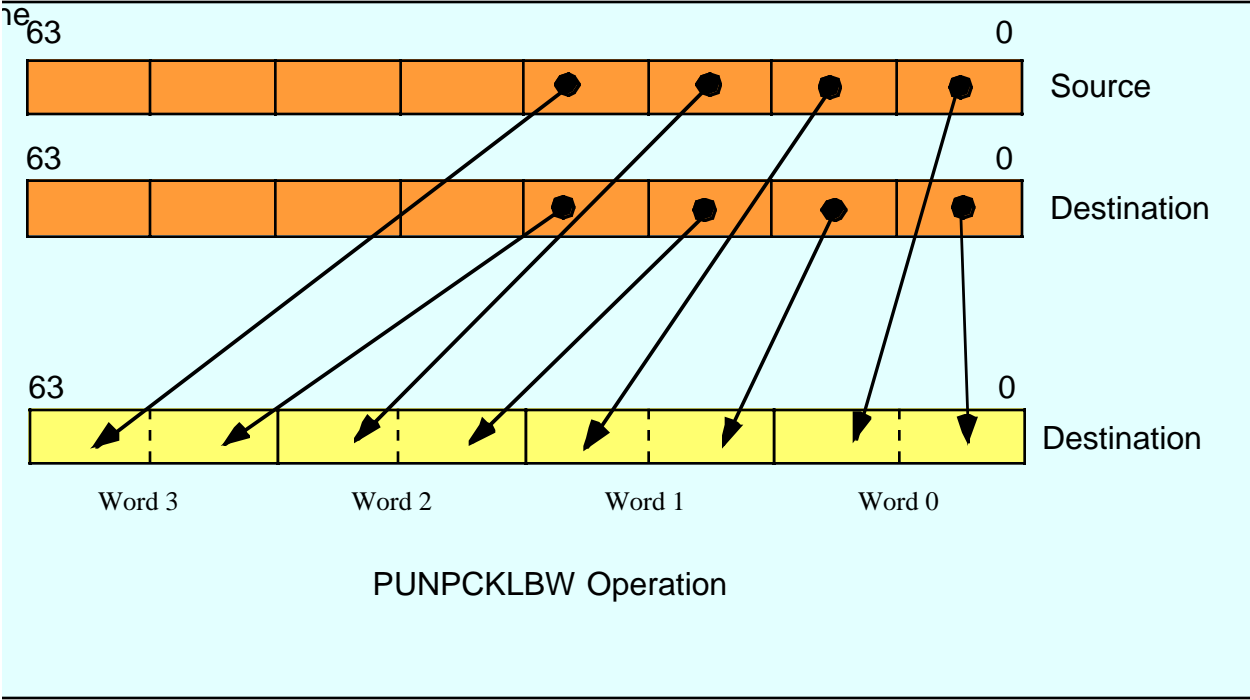 ne
63 0
Source
63 0
Destination
63 0
Destination
Word 3 Word 2 Word 1 Word 0
PUNPCKLBW Operation